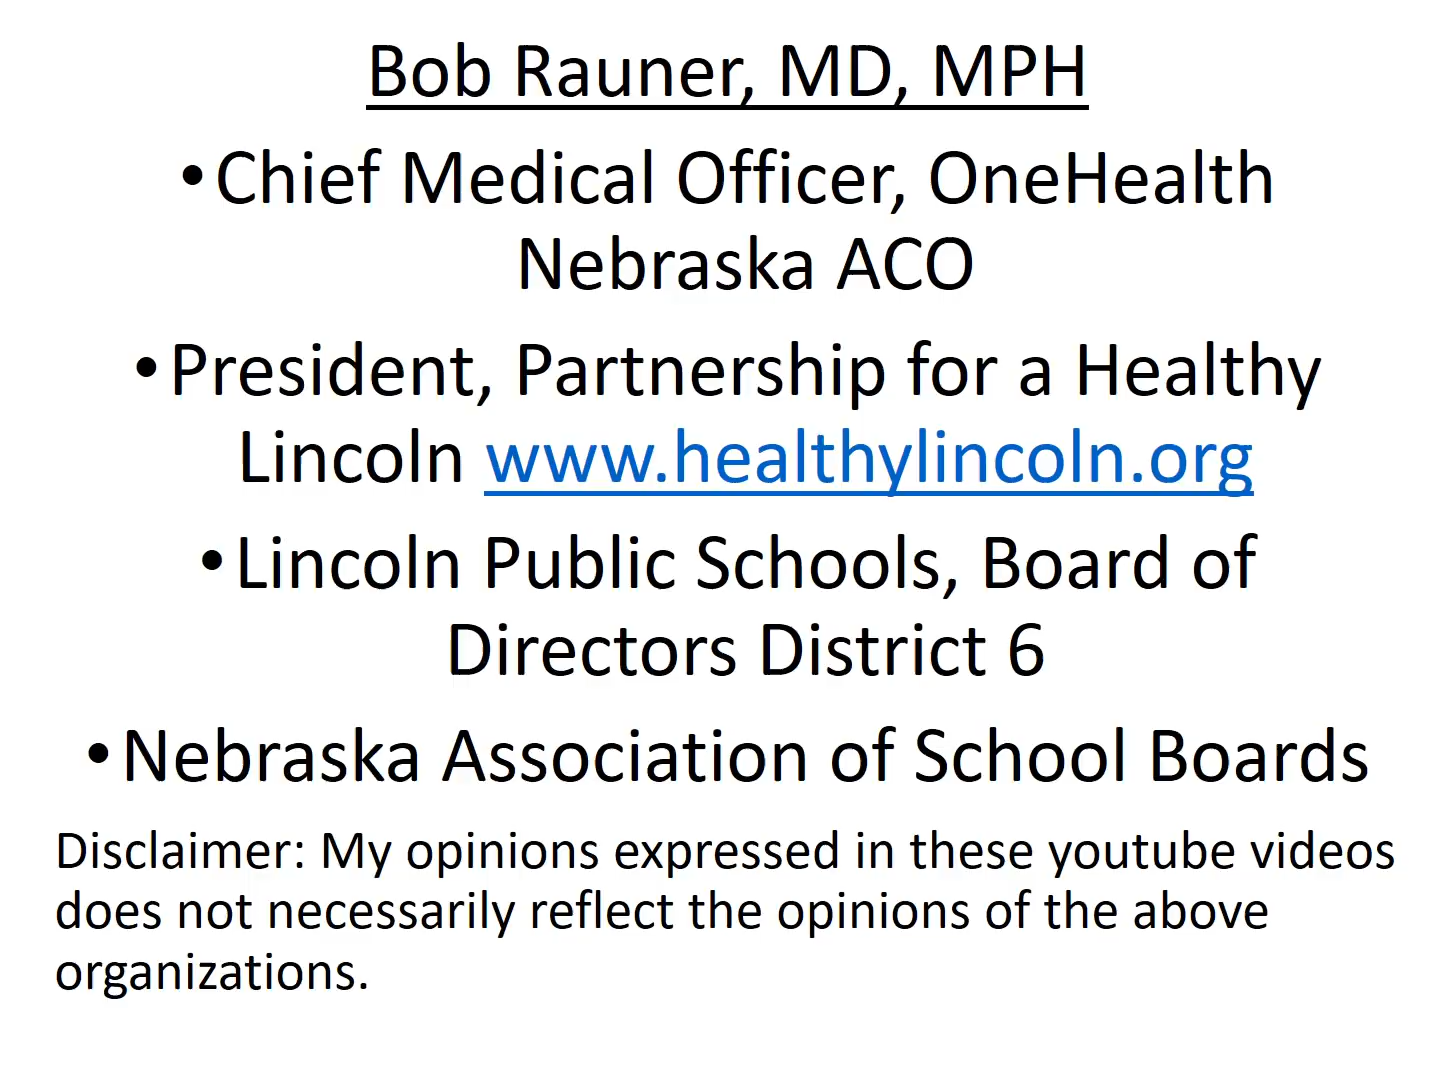 Bob Rauner, MD, MPH
•Chief Medical Officer, OneHealth
Nebraska ACO
•President, Partnership for a Healthy
Lincoln www.healthylincoln.org
•Lincoln Public Schools, Board of
Directors District 6
•Nebraska Association of School Boards
Disclaimer: My opinions expressed in these youtube videos
does not necessarily reflect the opinions of the above
organizations.